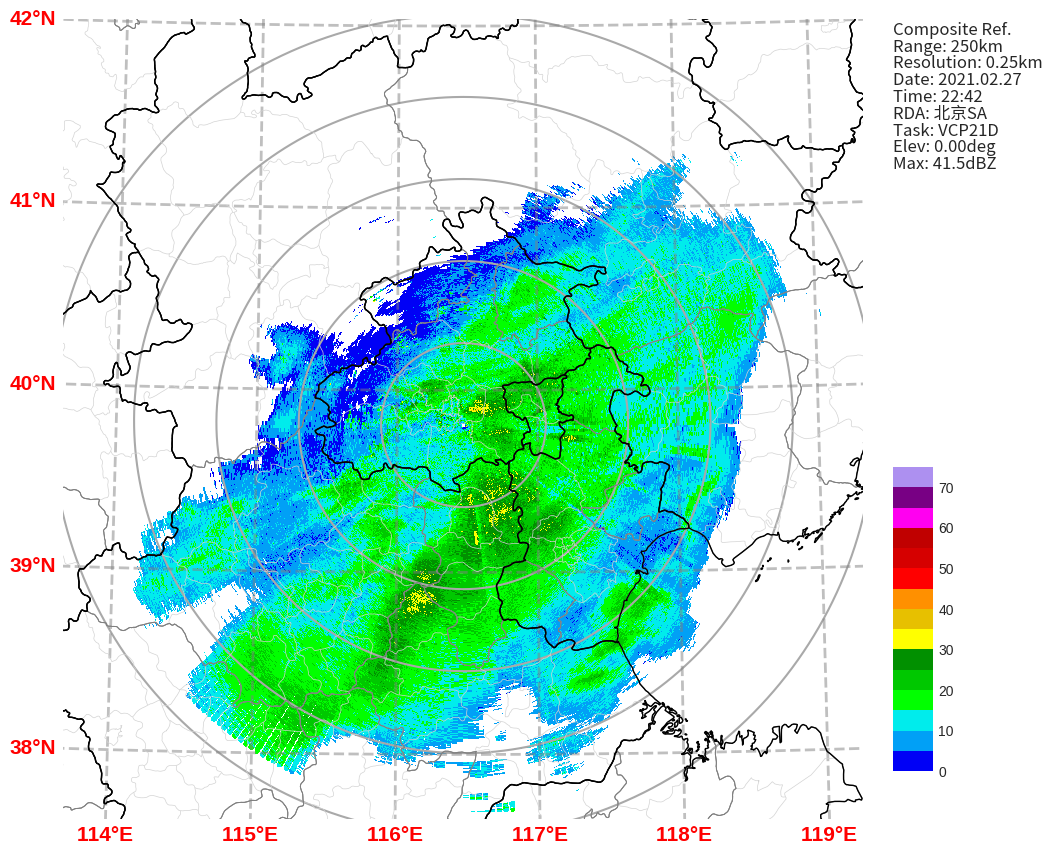 42°N
41°N
40°N
39°N
38°N
114°E
115°E
116°E
117°E
118°E
119°E
Composite Ref.
Range: 250km
Resolution: 0.25km
Date: 2021.02.27
Time: 22:42
RDA: 北京SA
Task: VCP21D
Elev: 0.00deg
Max: 41.5dBZ
70
60
50
40
30
20
10
0